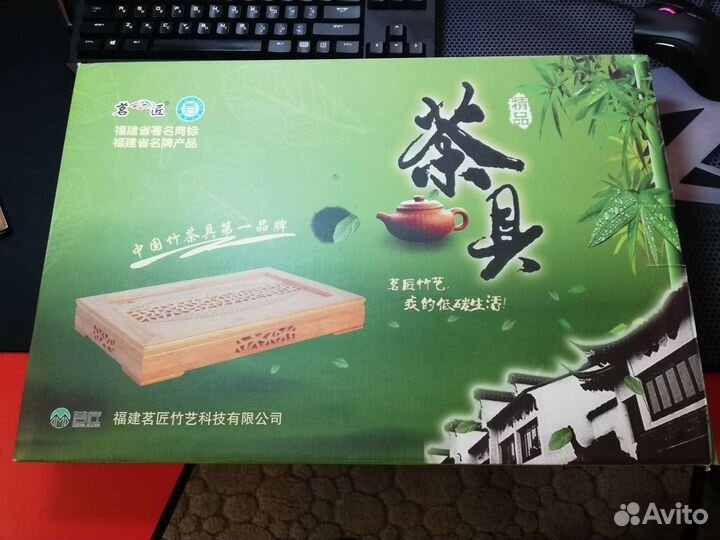 茗匠
福建省著名商标
福建省名牌产品
精品
茶具
中国竹茶具第一品牌
茗匠竹艺,
我的低碳生活!
茗匠
福建茗匠竹艺科技有限公司
Avito